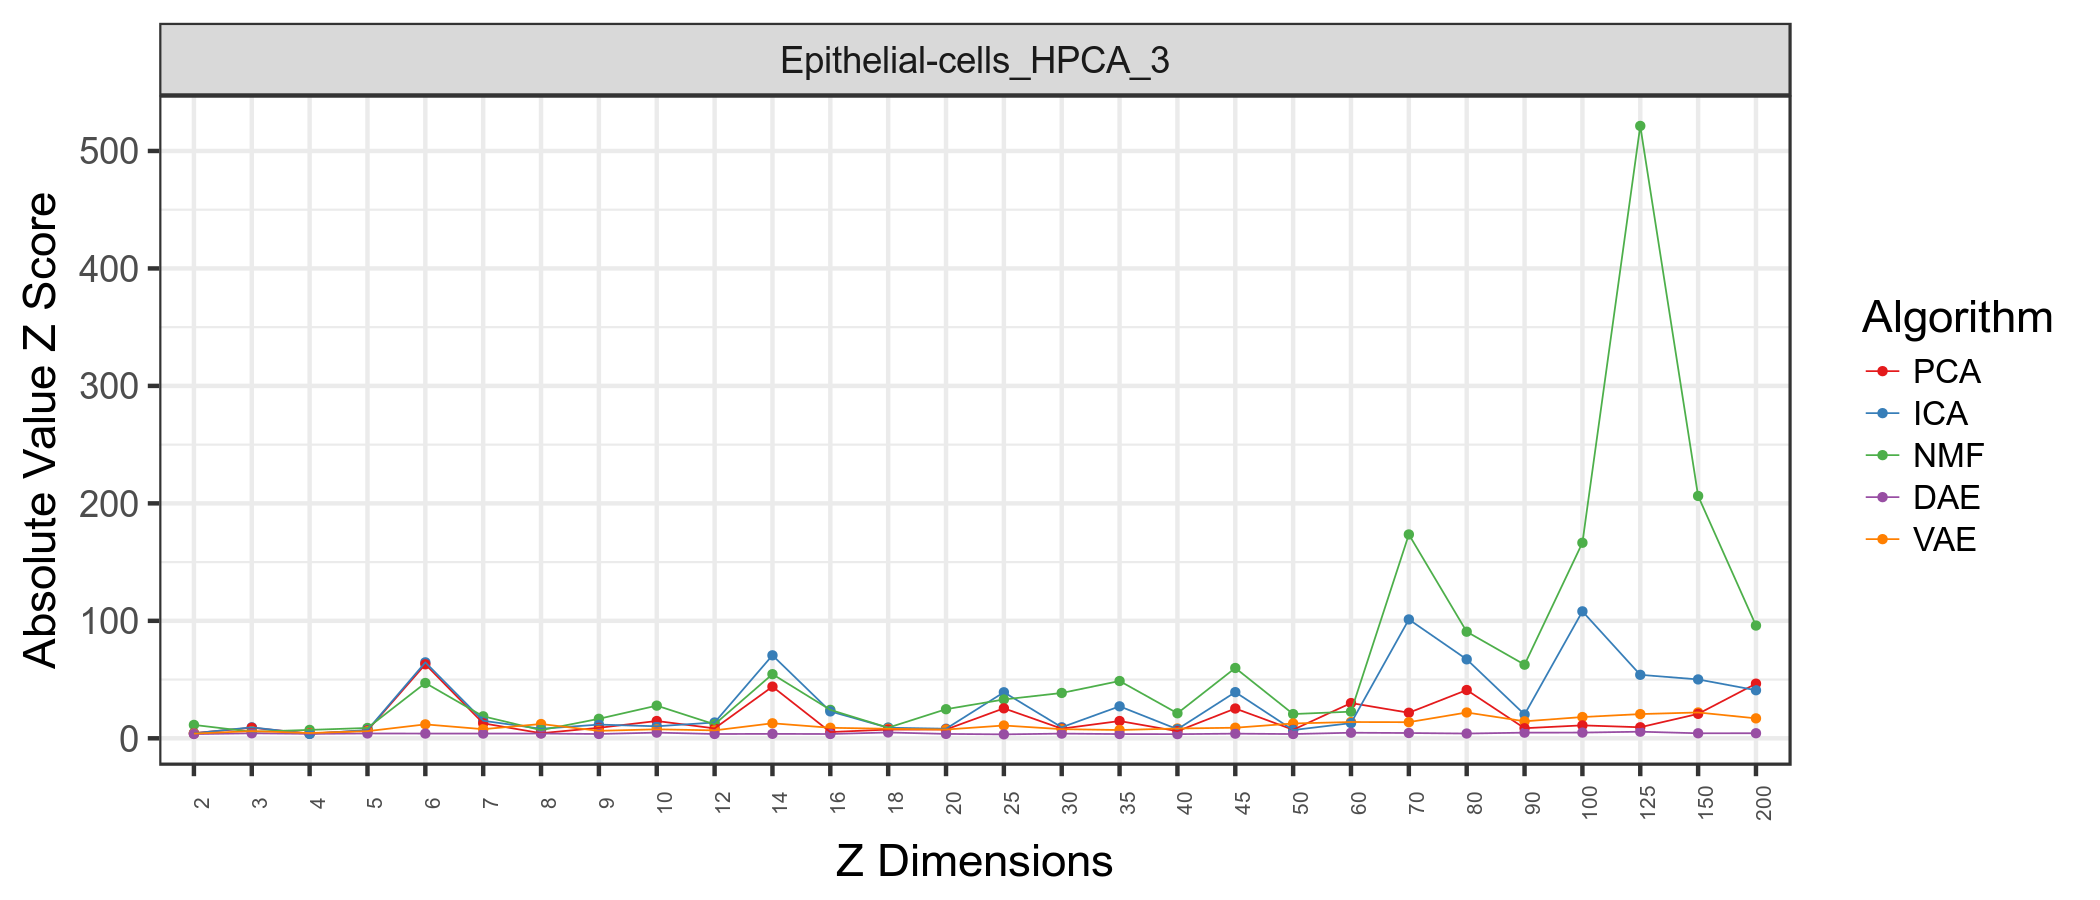 Epithelial-cells_HPCA_3
Absolute Value Z Score
500
400
300
200
100
0
2 3 4 5 6 7 8 9 10 12 14 16 18 20 25 30 35 40 45 50 60 70 80 90 100 125 150 200
Z Dimensions
Algorithm
PCA
ICA
NMF
DAE
VAE